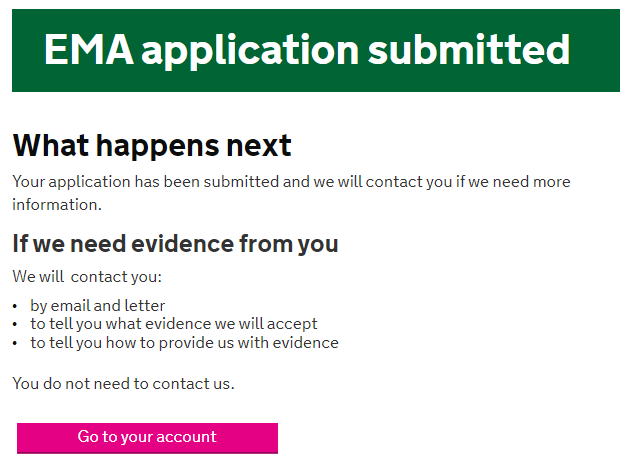 EMA application submitted
What happens next
Your application has been submitted and we will contact you if we need more
information.
If we need evidence from you
We will  contact you:
• by email and letter
• to tell you what evidence we will accept
• to tell you how to provide us with evidence
You do not need to contact us.
Go to your account